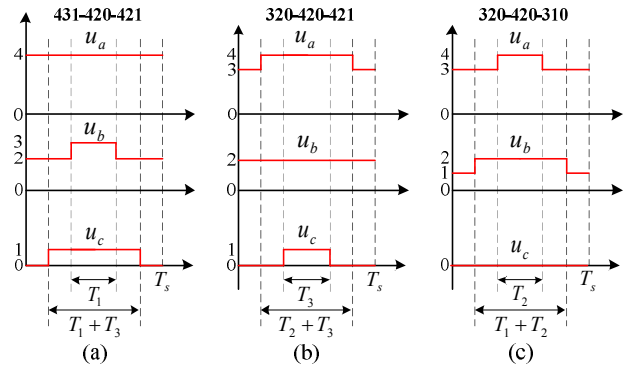 431-420-421
u_a
4
0
u_b
3
2
0
u_c
1
0
T_1
T_s
T_1 + T_3
(a)
320-420-421
u_a
4
3
0
u_b
2
0
u_c
1
0
T_3
T_s
T_2 + T_3
(b)
320-420-310
u_a
4
3
0
u_b
2
1
0
u_c
0
T_2
T_s
T_1 + T_2
(c)